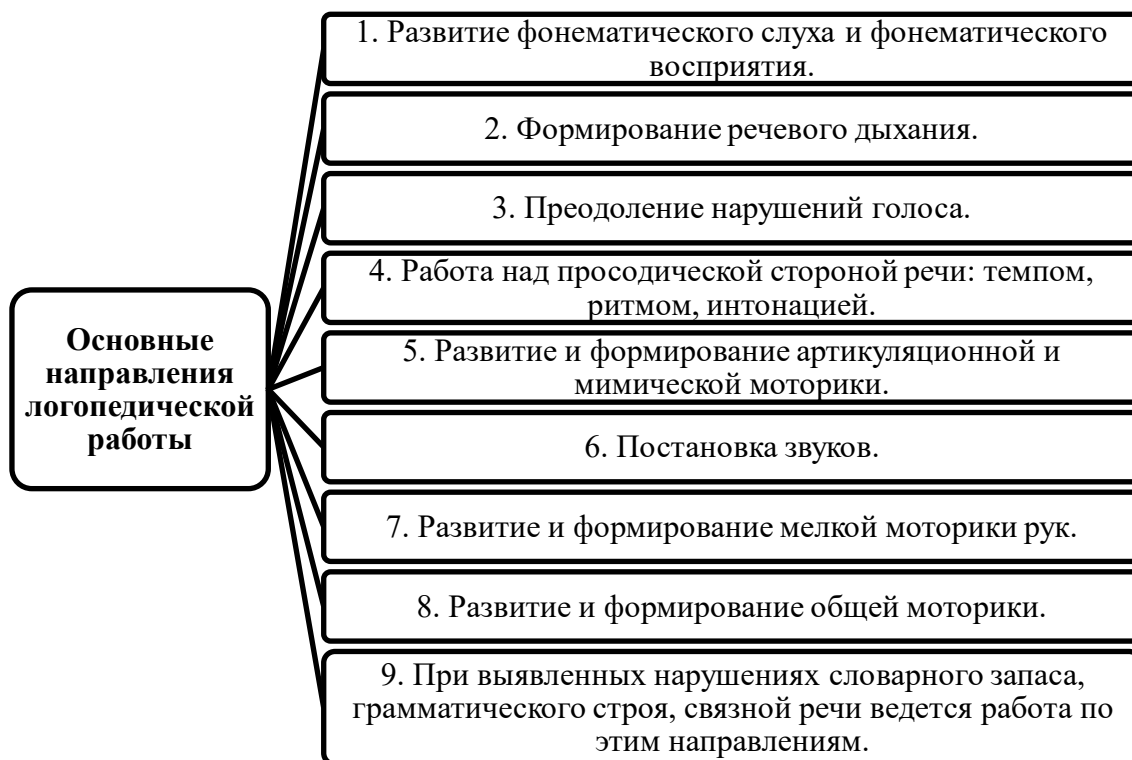 Основные
направления
логопедической
работы
1. Развитие фонематического слуха и фонематического
восприятия.
2. Формирование речевого дыхания.
3. Преодоление нарушений голоса.
4. Работа над просодической стороной речи: темпом,
ритмом, интонацией.
5. Развитие и формирование артикуляционной и
мимической моторики.
6. Постановка звуков.
7. Развитие и формирование мелкой моторики рук.
8. Развитие и формирование общей моторики.
9. При выявленных нарушениях словарного запаса,
грамматического строя, связной речи ведется работа по
этим направлениям.